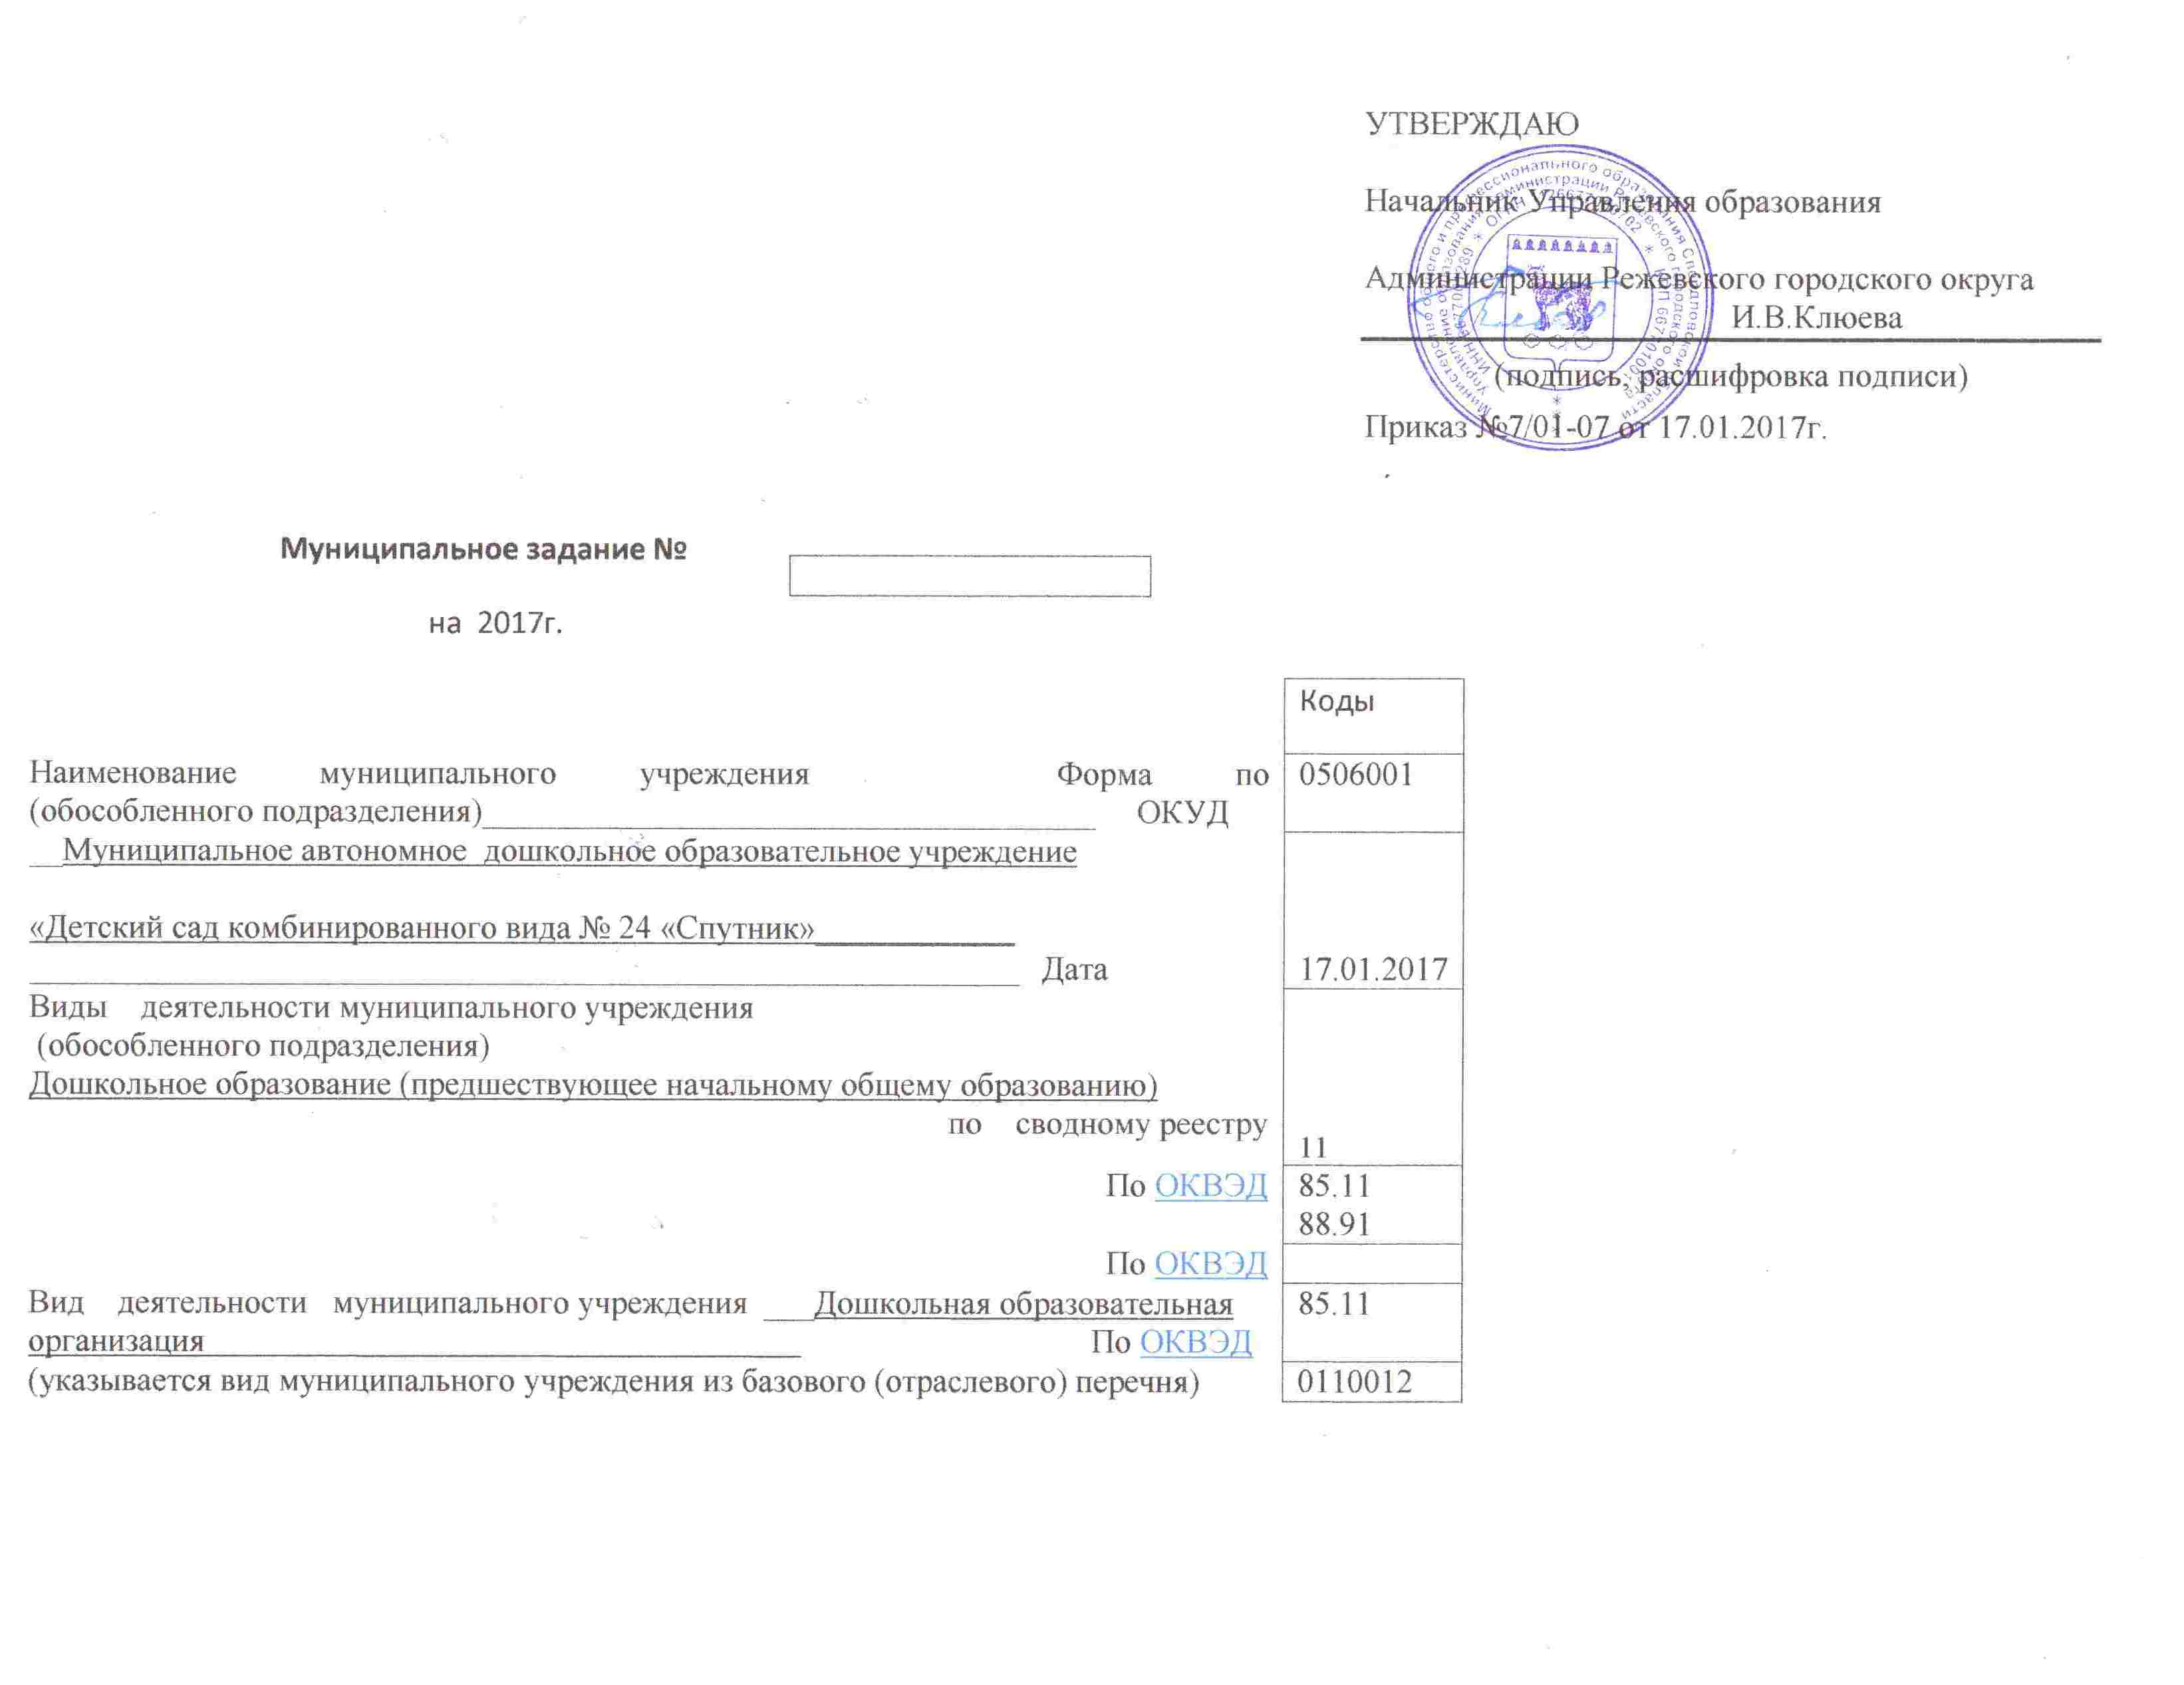 УТВЕРЖДАЮ
Начальник Управления образования
Администрации Режевского городского округа
И.В.Клюева
(подпись, расшифровка подписи)
Приказ №7/01-07 от 17.01.2017г.
Муниципальное задание №
на 2017г.
Коды
Наименование муниципального учреждения Форма по 0506001
(обособленного подразделения) ОКУД
Муниципальное автономное дошкольное образовательное учреждение
«Детский сад комбинированного вида № 24 «Спутник»
Дата 17.01.2017
Виды деятельности муниципального учреждения
(обособленного подразделения)
Дошкольное образование (предшествующее начальному общему образованию)
по сводному реестру 11
По ОКВЭД 85.11
88.91
По ОКВЭД
Вид деятельности муниципального учреждения Дошкольная образовательная 85.11
организация По ОКВЭД
(указывается вид муниципального учреждения из базового (отраслевого) перечня) 0110012